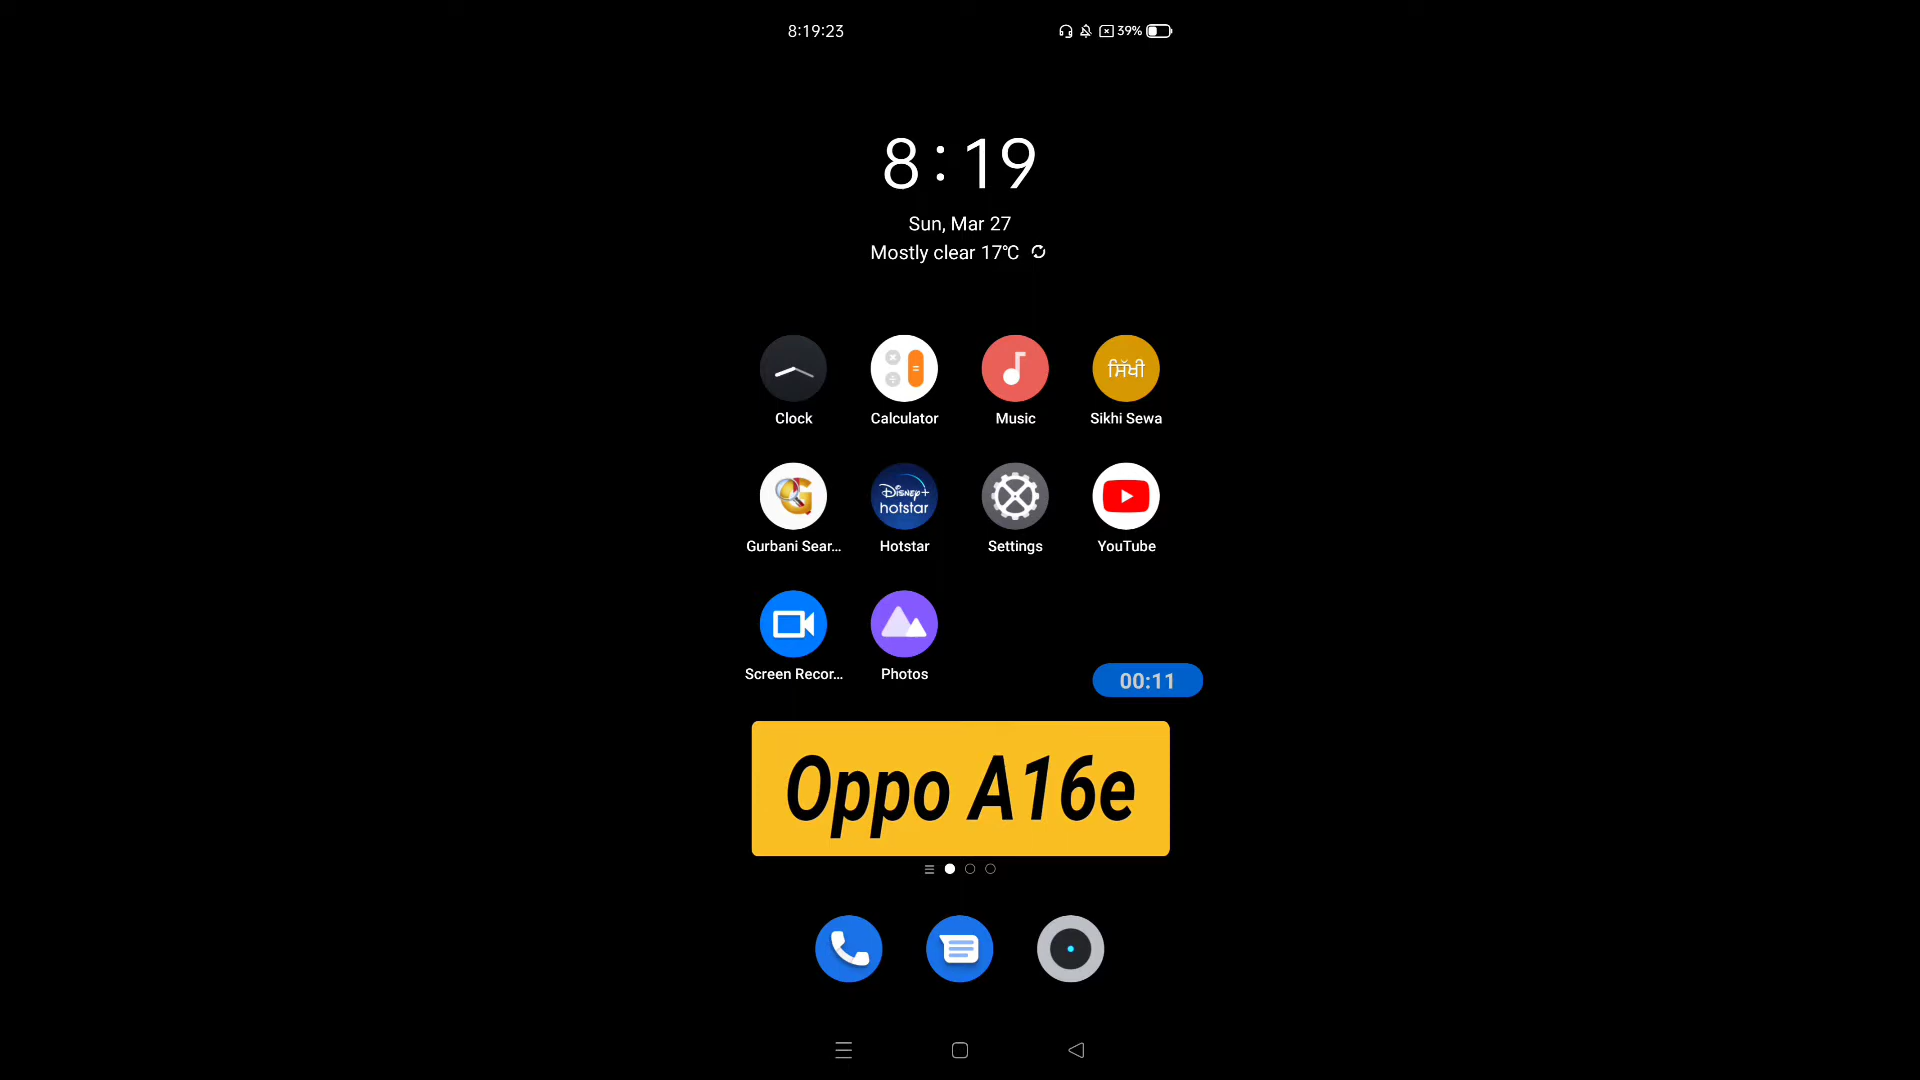 8:19:23
39%
8:19
Sun, Mar 27
Mostly clear 17°C
ਸਿੱਖੀ
Clock
Calculator
Music
Sikhi Sewa
G
Disney+
hotstar
Gurbani Sear...
Hotstar
Settings
YouTube
Screen Recor...
Photos
00:11
Oppo A16e